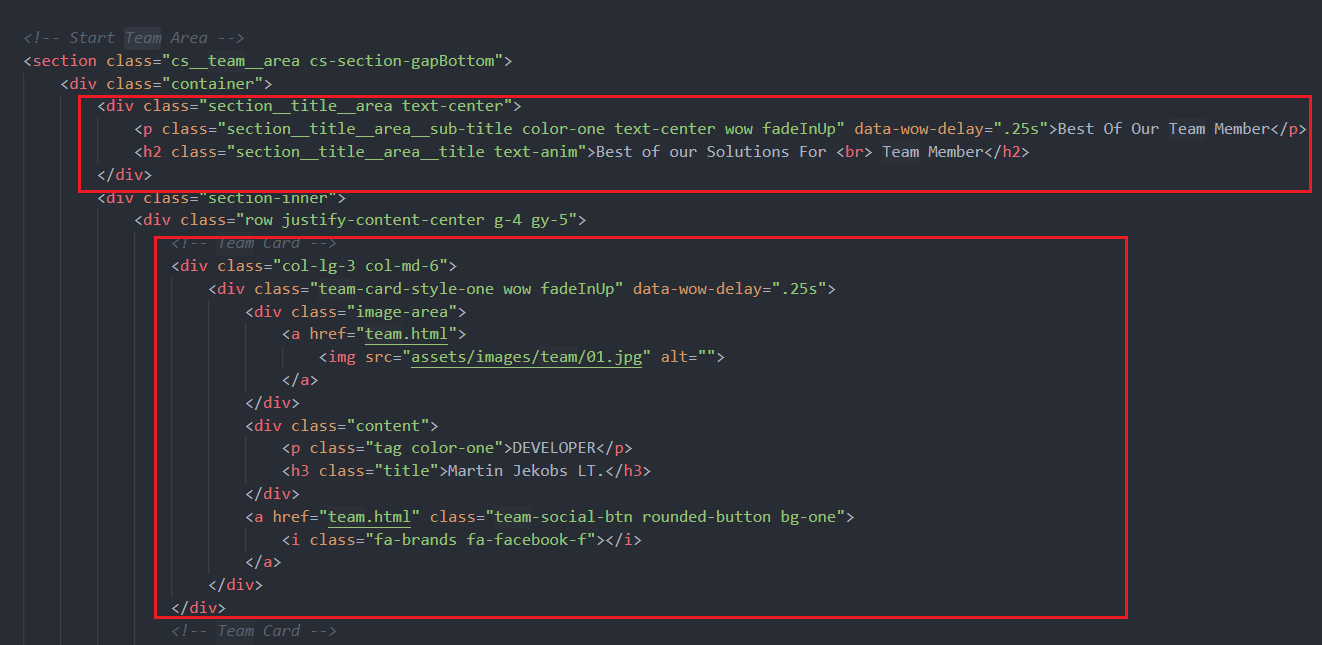 <!-- Start Team Area -->
<section class="cs__team__area cs-section-gapBottom">
<div class="container">
<div class="section__title__area text-center">
<p class="section__title__area__sub-title color-one text-center wow fadeInUp" data-wow-delay=".25s">Best Of Our Team Member</p>
<h2 class="section__title__area__title text-anim">Best of our Solutions For <br> Team Member</h2>
</div>
<div class="section-inner">
<div class="row justify-content-center g-4 gy-5">
<!-- Team Card -->
<div class="col-lg-3 col-md-6">
<div class="team-card-style-one wow fadeInUp" data-wow-delay=".25s">
<div class="image-area">
<a href="team.html">
<img src="assets/images/team/01.jpg" alt="">
</a>
</div>
<div class="content">
<p class="tag color-one">DEVELOPER</p>
<h3 class="title">Martin Jekobs LT.</h3>
</div>
<a href="team.html" class="team-social-btn rounded-button bg-one">
<i class="fa-brands fa-facebook-f"></i>
</a>
</div>
</div>
<!-- Team Card -->